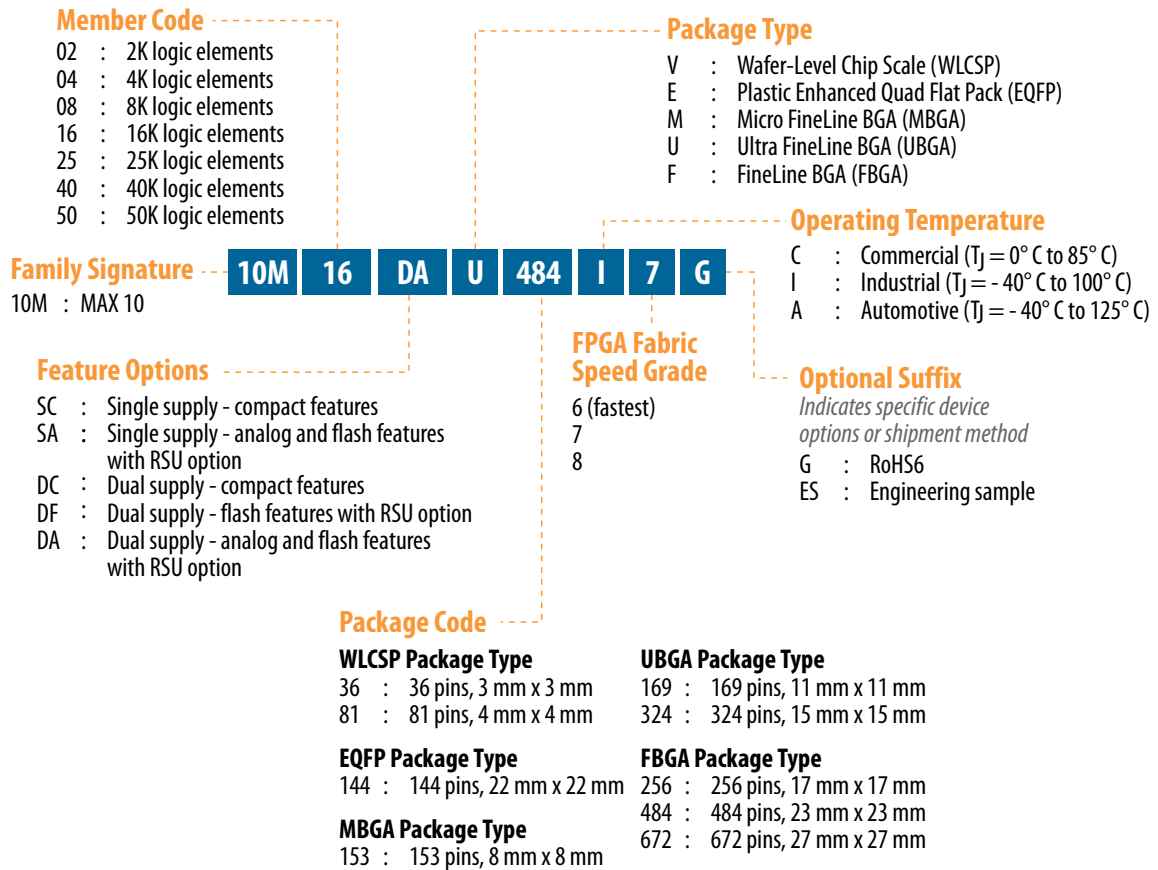 Member Code
02 : 2K logic elements
04 : 4K logic elements
08 : 8K logic elements
16 : 16K logic elements
25 : 25K logic elements
40 : 40K logic elements
50 : 50K logic elements
Package Type
V : Wafer-Level Chip Scale (WLCSP)
E : Plastic Enhanced Quad Flat Pack (EQFP)
M : Micro FineLine BGA (MBGA)
U : Ultra FineLine BGA (UBGA)
F : FineLine BGA (FBGA)
Operating Temperature
C : Commercial (TJ = 0° C to 85° C)
I : Industrial (TJ = - 40° C to 100° C)
A : Automotive (TJ = - 40° C to 125° C)
Family Signature
10M : MAX 10
10M 16 DA U 484 I 7 G
Feature Options
SC : Single supply - compact features
SA : Single supply - analog and flash features
with RSU option
DC : Dual supply - compact features
DF : Dual supply - flash features with RSU option
DA : Dual supply - analog and flash features
with RSU option
FPGA Fabric
Speed Grade
6 (fastest)
7
8
Optional Suffix
Indicates specific device
options or shipment method
G : RoHS6
ES : Engineering sample
Package Code
WLCSP Package Type
36 : 36 pins, 3 mm x 3 mm
81 : 81 pins, 4 mm x 4 mm
EQFP Package Type
144 : 144 pins, 22 mm x 22 mm
MBGA Package Type
153 : 153 pins, 8 mm x 8 mm
UBGA Package Type
169 : 169 pins, 11 mm x 11 mm
324 : 324 pins, 15 mm x 15 mm
FBGA Package Type
256 : 256 pins, 17 mm x 17 mm
484 : 484 pins, 23 mm x 23 mm
672 : 672 pins, 27 mm x 27 mm